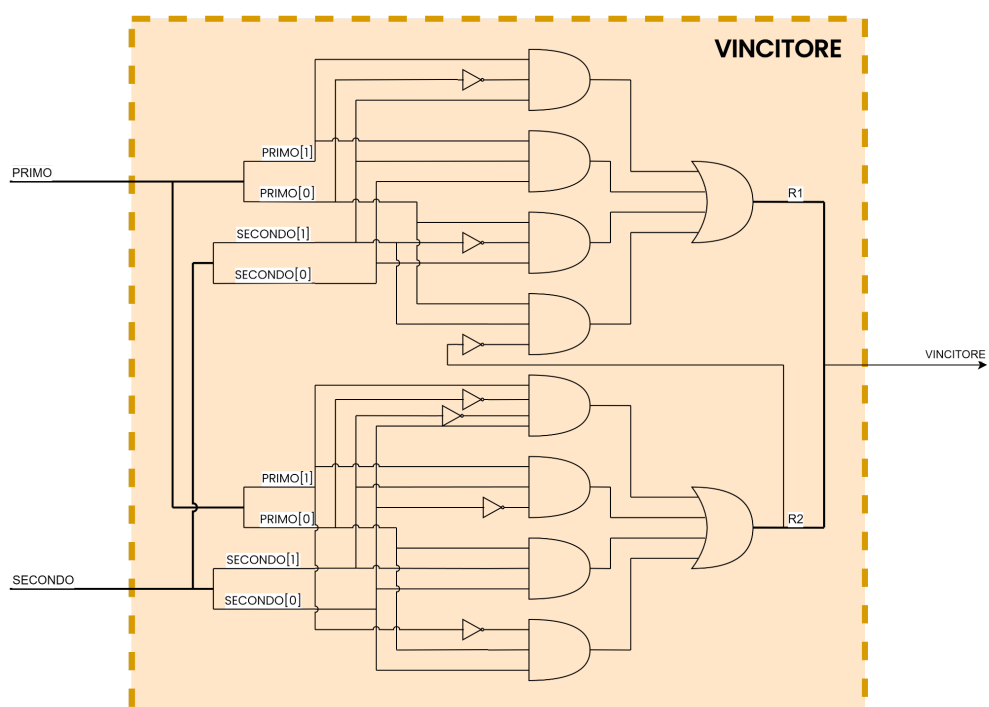 VINCITORE
PRIMO[1]
PRIMO
PRIMO[0]
R1
SECONDO[1]
SECONDO[0]
VINCITORE
PRIMO[1]
PRIMO[0]
R2
SECONDO[1]
SECONDO
SECONDO[0]